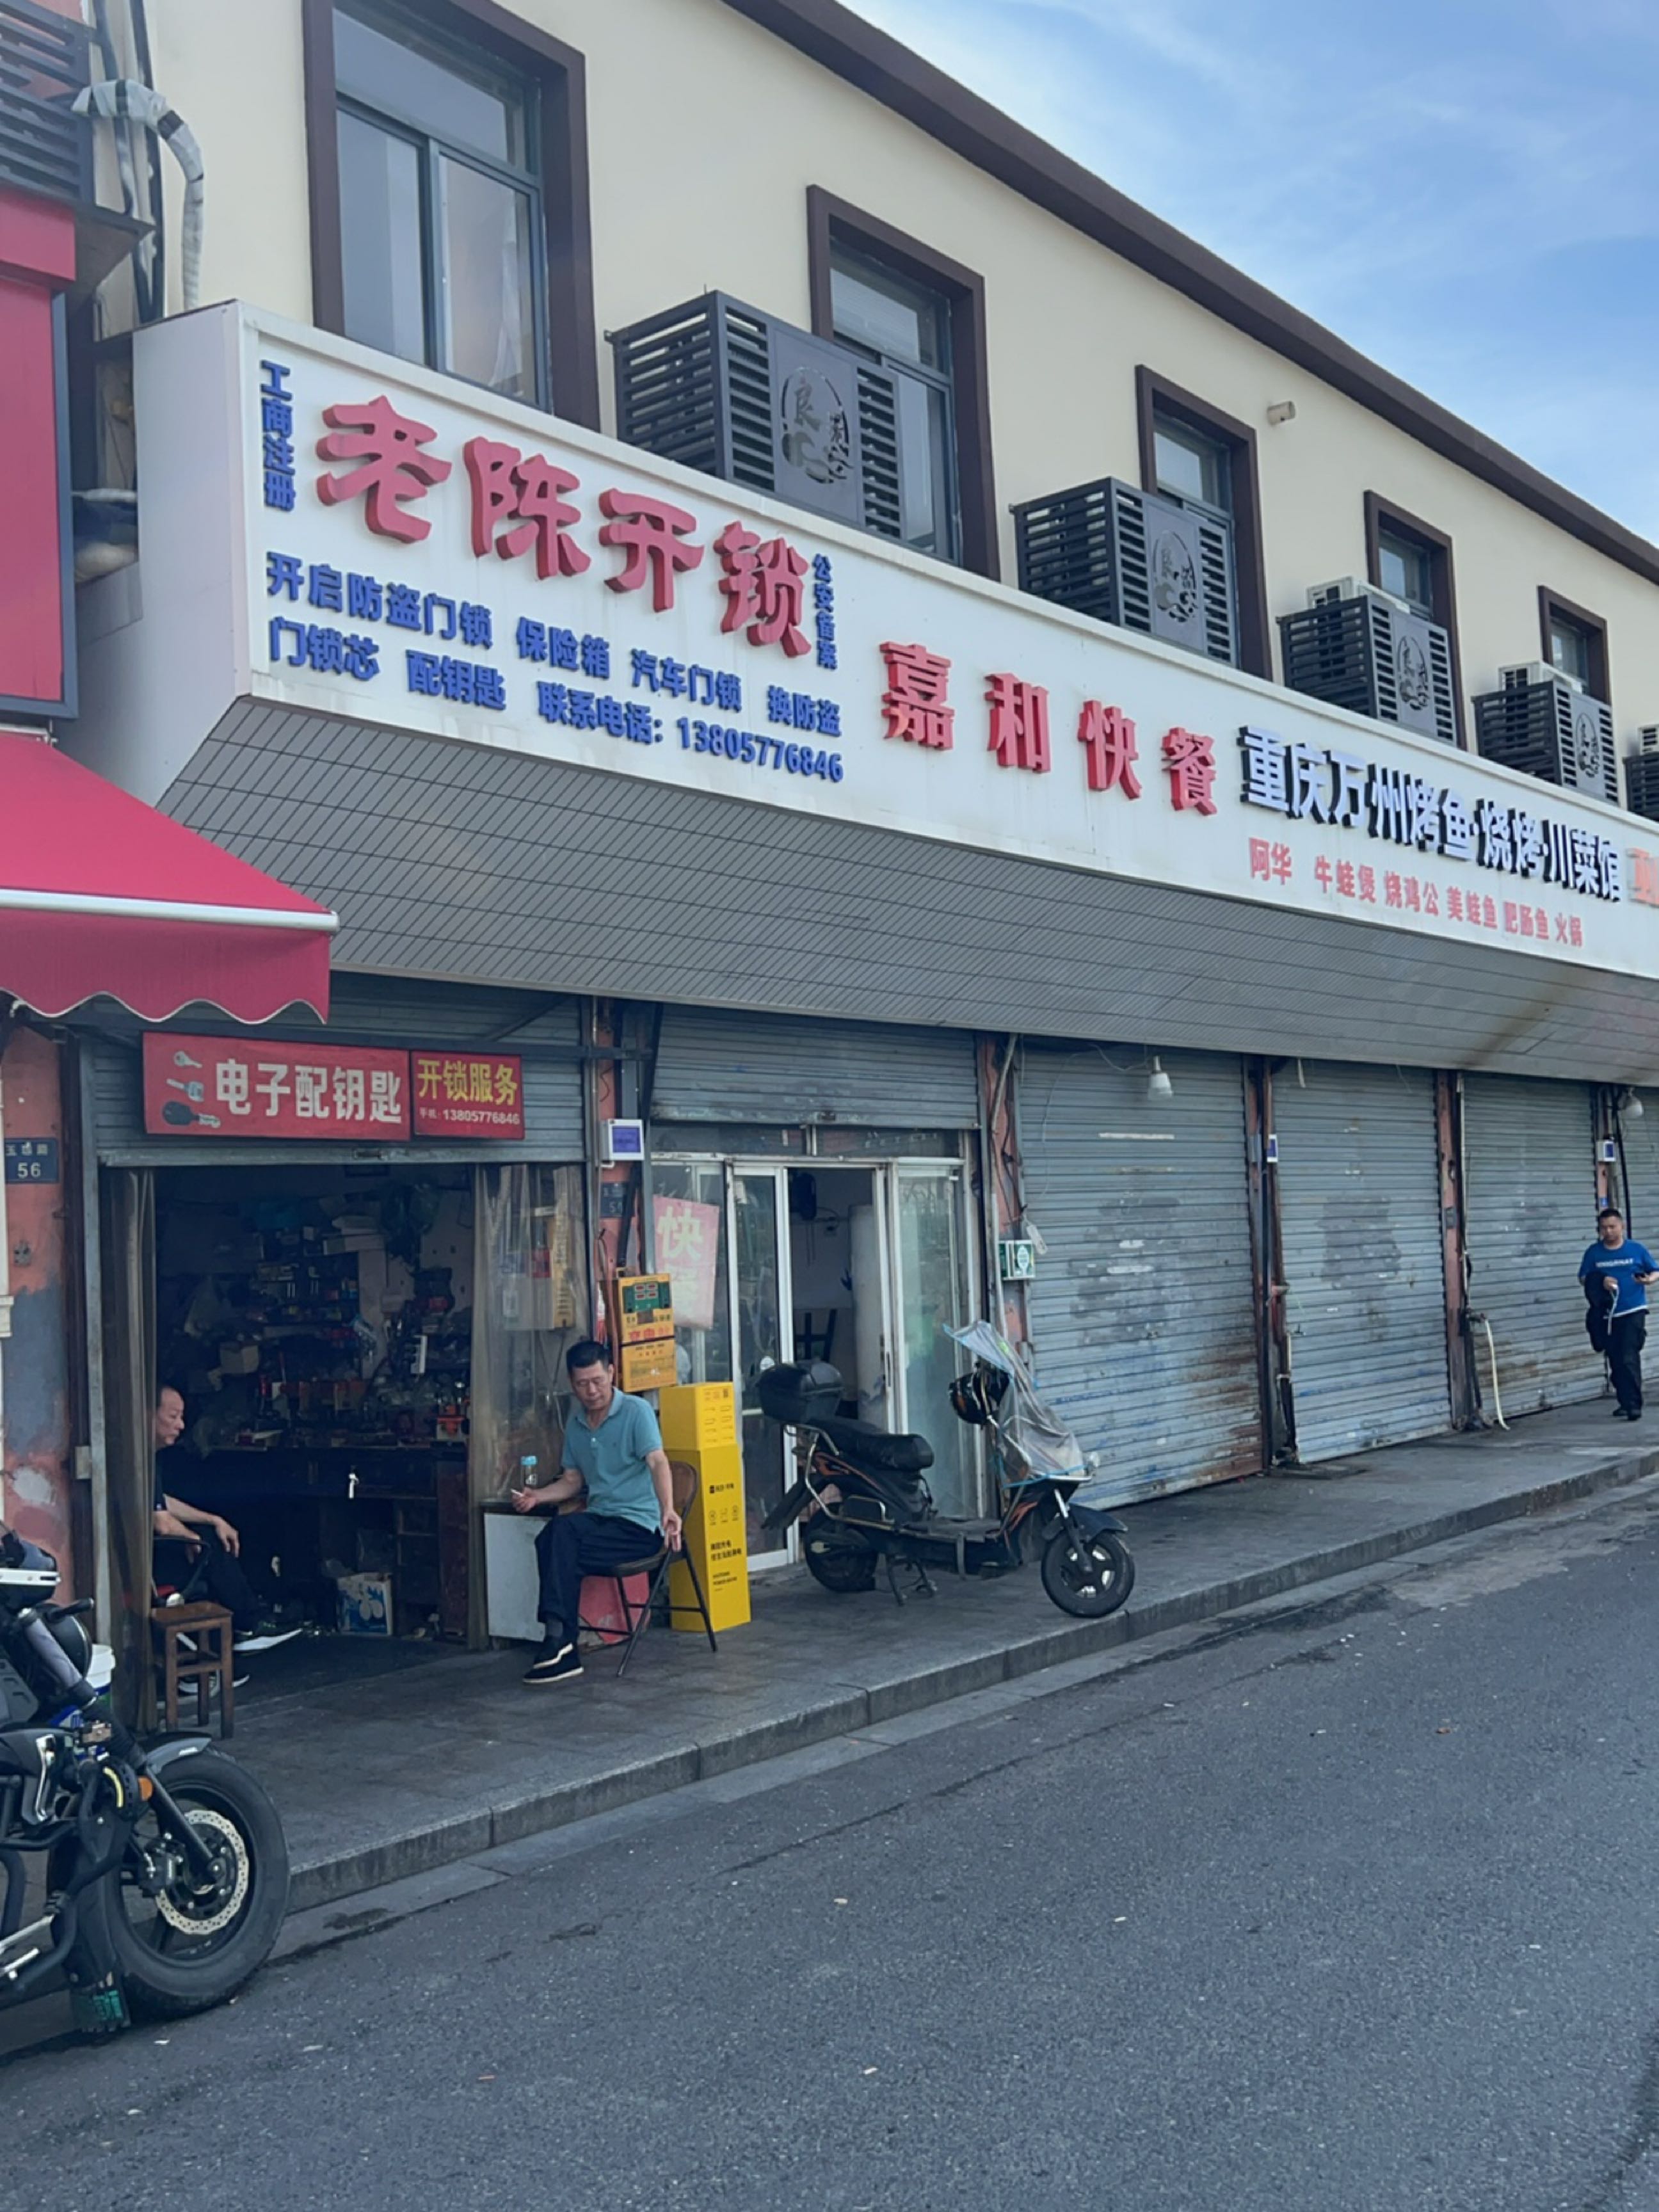 工商注册
老陈开锁
公安备案
开启防盗门锁 保险箱 汽车门锁 换防盗
门锁芯 配钥匙 联系电话：13805776846
嘉和快餐
重庆万州烤鱼·烧烤·川菜馆
阿华 牛蛙煲 烧鸡公 美蛙鱼 肥肠鱼 火锅
电子配钥匙
开锁服务
手机：13805776846
56
快餐